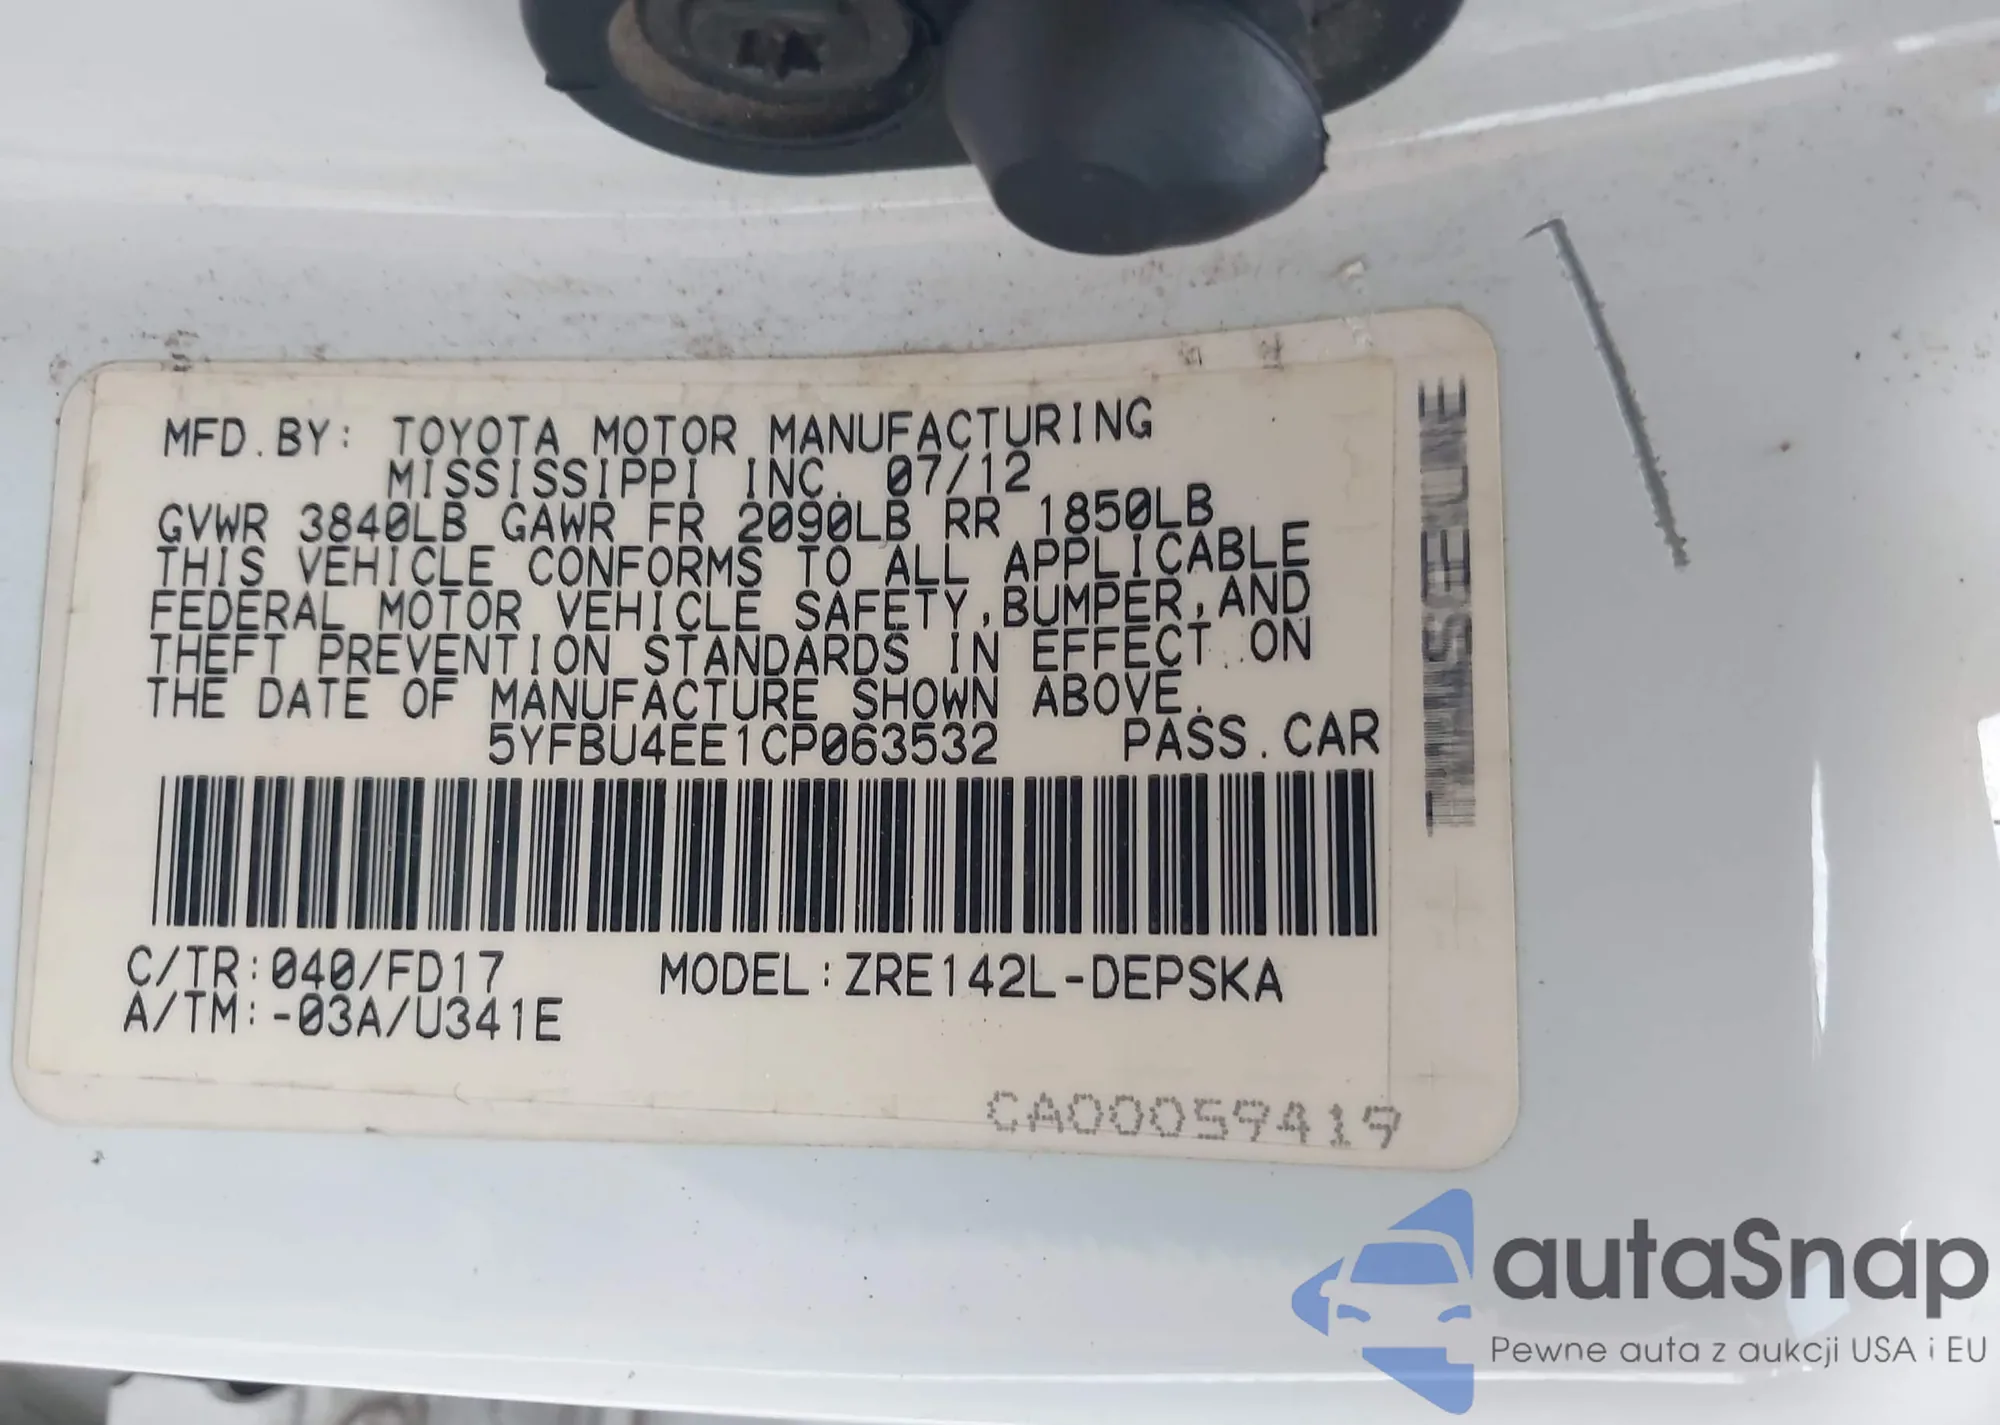 MFD.BY: TOYOTA MOTOR MANUFACTURING
MISSISSIPPI INC. 07/12
GVWR 3840LB GAWR FR 2090LB RR 1850LB
THIS VEHICLE CONFORMS TO ALL APPLICABLE
FEDERAL MOTOR VEHICLE SAFETY,BUMPER,AND
THEFT PREVENTION STANDARDS IN EFFECT ON
THE DATE OF MANUFACTURE SHOWN ABOVE.
5YFBU4EE1CP063532 PASS.CAR
C/TR:040/FD17 MODEL:ZRE142L-DEPSKA
A/TM:-03A/U341E
CA00059419
autaSnap
Pewne auta z aukcji USA i EU